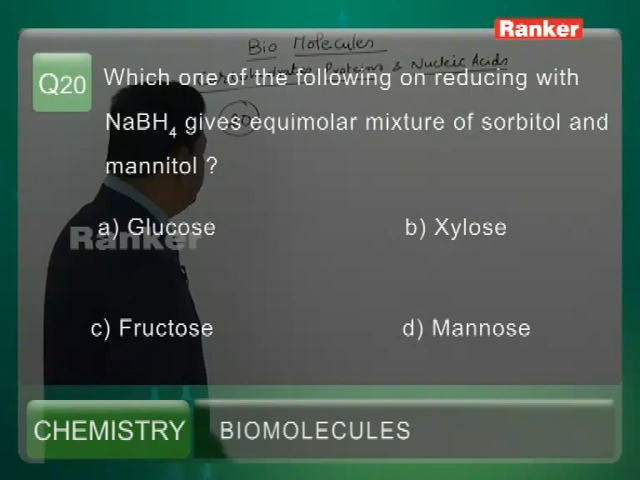 Ranker
Bio Molecules
Proteins & Nucleic Acids
Q20
Which one of the following on reducing with
NaBH4 gives equimolar mixture of sorbitol and
mannitol ?
Ranker
a) Glucose
b) Xylose
c) Fructose
d) Mannose
CHEMISTRY
BIOMOLECULES